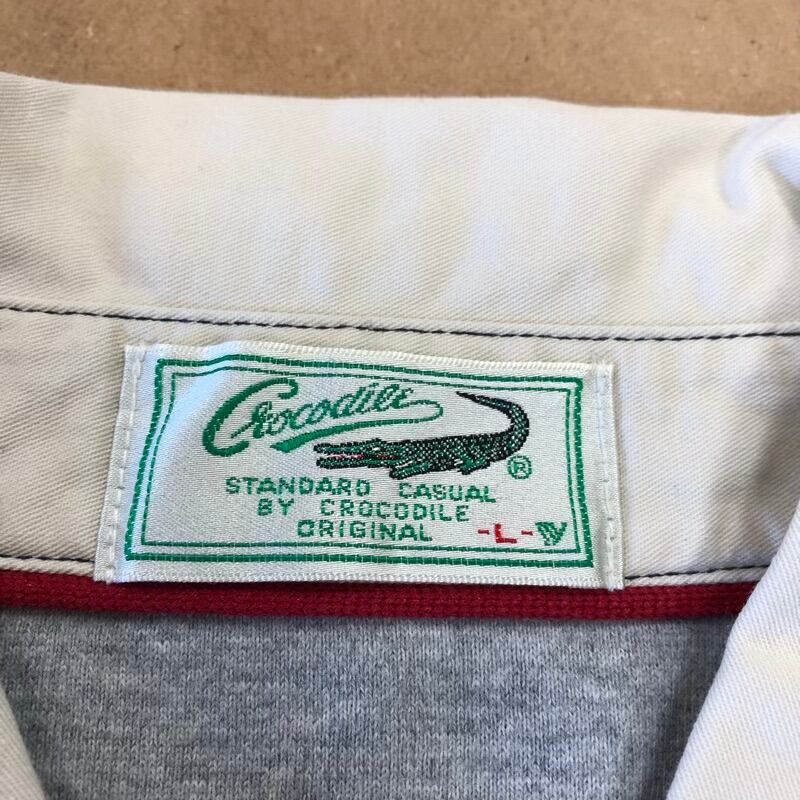 Crocodile
®
STANDARD CASUAL
BY CROCODILE
ORIGINAL -L-